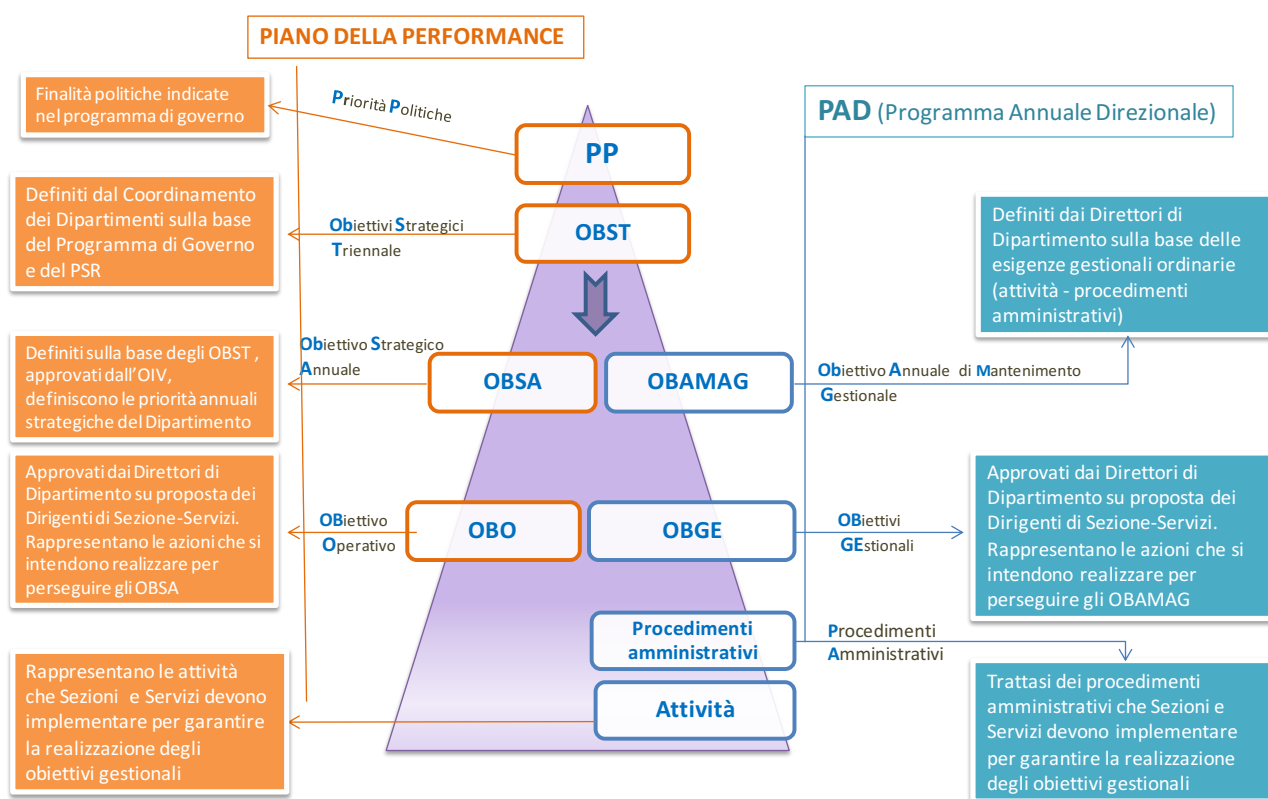 PIANO DELLA PERFORMANCE
Finalità politiche indicate
nel programma di governo
Priorità Politiche
PP
PAD (Programma Annuale Direzionale)
Definiti dal Coordinamento
dei Dipartimenti sulla base
del Programma di Governo
e del PSR
Obiettivi Strategici
Triennale
OBST
Definiti dai Direttori di
Dipartimento sulla base delle
esigenze gestionali ordinarie
(attività - procedimenti
amministrativi)
Definiti sulla base degli OBST ,
approvati dall'OIV,
definiscono le priorità annuali
strategiche del Dipartimento
Obiettivo Strategico
Annuale
OBSA
OBAMAG
Obiettivo Annuale di Mantenimento
Gestionale
Approvati dai Direttori di
Dipartimento su proposta dei
Dirigenti di Sezione-Servizi.
Rappresentano le azioni che si
intendono realizzare per
perseguire gli OBSA
OBiettivo
Operativo
OBO
OBGE
OBiettivi
GEstionali
Approvati dai Direttori di
Dipartimento su proposta dei
Dirigenti di Sezione-Servizi.
Rappresentano le azioni che si
intendono realizzare per
perseguire gli OBAMAG
Procedimenti
amministrativi
Procedimenti
Amministrativi
Rappresentano le attività
che Sezioni e Servizi devono
implementare per garantire
la realizzazione degli
obiettivi gestionali
Attività
Trattasi dei procedimenti
amministrativi che Sezioni e
Servizi devono implementare
per garantire la realizzazione
degli obiettivi gestionali